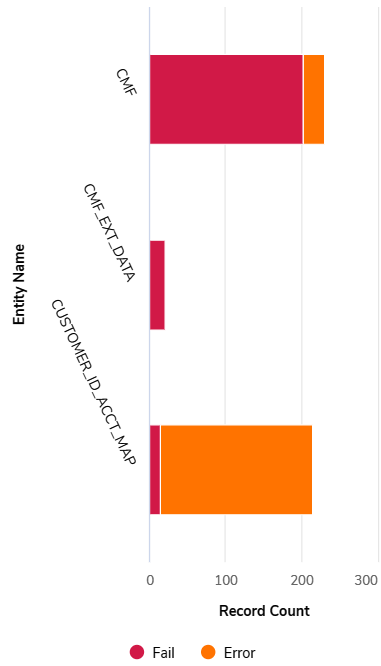 CMF
CMF_EXT_DATA
CUSTOMER_ID_ACCT_MAP
Entity Name
0 100 200 300
Record Count
Fail Error